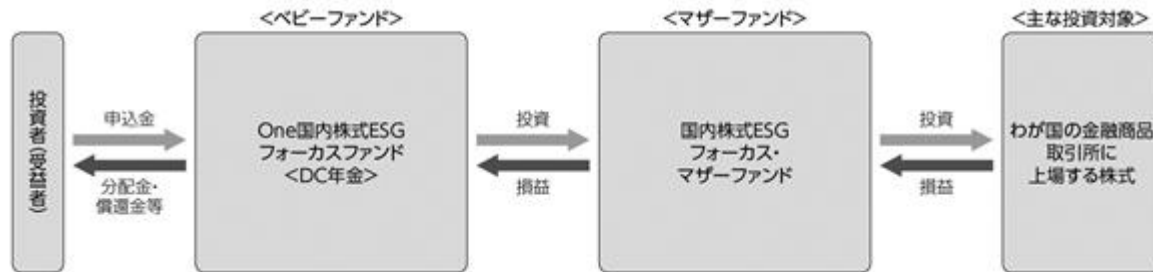 <ベビーファンド>
<マザーファンド>
<主な投資対象>
投資者(受益者)
申込金
分配金・
償還金等
One国内株式ESG
フォーカスファンド
<DC年金>
投資
損益
国内株式ESG
フォーカス・
マザーファンド
投資
損益
わが国の金融商品
取引所に
上場する株式